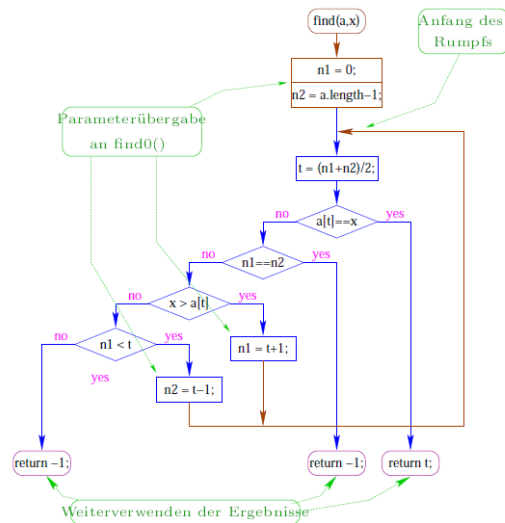 find(a,x)
Anfang des
Rumpfs
n1 = 0;
n2 = a.length−1;
Parameterübergabe
an find0()
t = (n1+n2)/2;
no
a[t]==x
yes
no
n1==n2
yes
no
x > a[t]
yes
no
n1 < t
yes
n1 = t+1;
yes
n2 = t−1;
return −1;
return −1;
return t;
Weiterverwenden der Ergebnisse